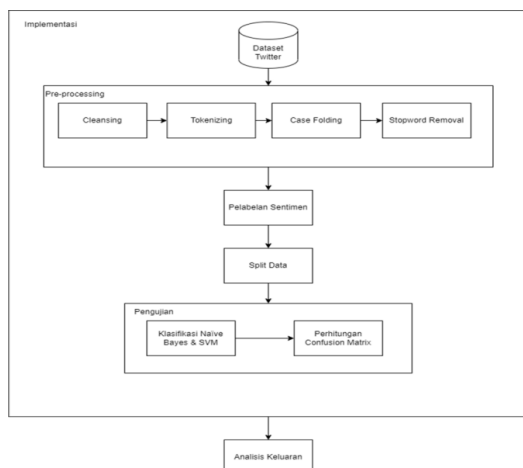 Implementasi
Dataset
Twitter
Pre-processing
Cleansing
Tokenizing
Case Folding
Stopword Removal
Pelabelan Sentimen
Split Data
Pengujian
Klasifikasi Naïve
Bayes & SVM
Perhitungan
Confusion Matrix
Analisis Keluaran